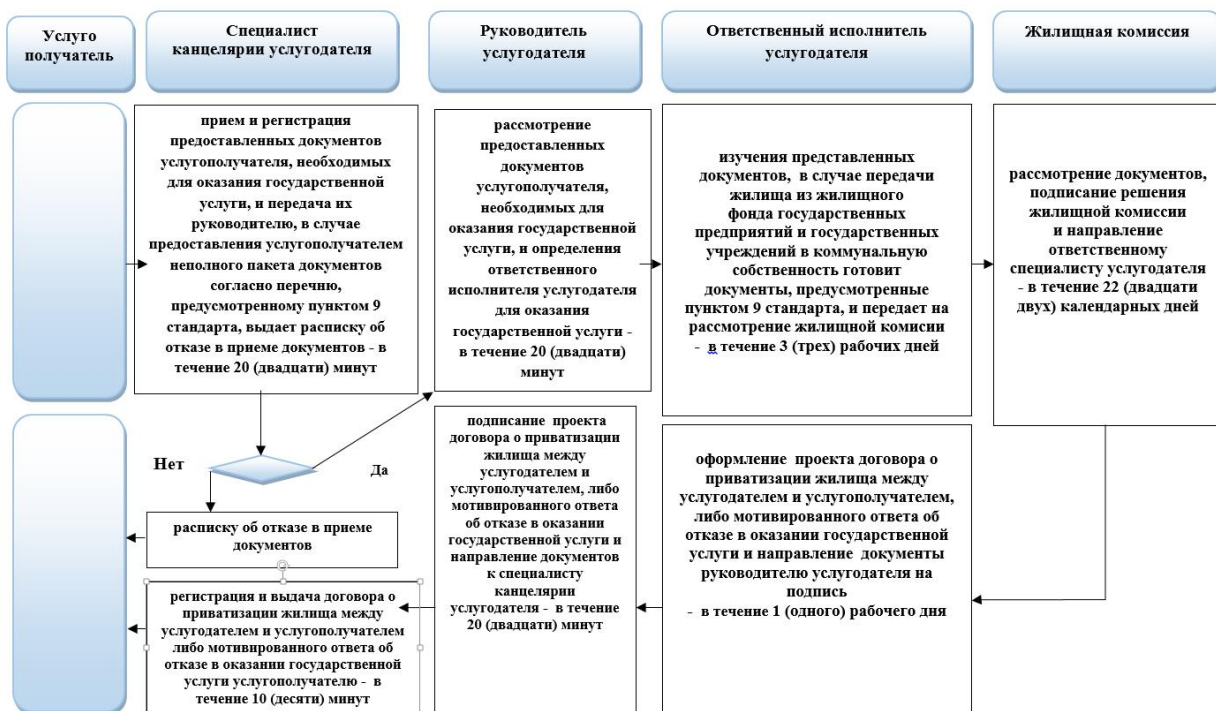 Услуго
получатель
Специалист
канцелярии услугодателя
Руководитель
услугодателя
Ответственный исполнитель
услугодателя
Жилищная комиссия
прием и регистрация
предоставленных документов
услугополучателя, необходимых
для оказания государственной
услуги, и передача их
руководителю, в случае
предоставления услугополучателем
неполного пакета документов
согласно перечню,
предусмотренному пунктом 9
стандарта, выдает расписку об
отказе в приеме документов - в
течение 20 (двадцати) минут
рассмотрение
предоставленных
документов
услугополучателя,
необходимых для
оказания государственной
услуги, и определения
ответственного
исполнителя услугодателя
для оказания
государственной услуги -
в течение 20 (двадцати)
минут
изучения представленных
документов, в случае передачи
жилища из жилищного
фонда государственных
предприятий и государственных
учреждений в коммунальную
собственность готовит
документы, предусмотренные
пунктом 9 стандарта, и передает на
рассмотрение жилищной комисии
- в течение 3 (трех) рабочих дней
рассмотрение документов,
подписание решения
жилищной комиссии
и направление
ответственному
специалисту услугодателя
- в течение 22 (двадцати
двух) календарных дней
Нет
Да
расписку об отказе в приеме
документов
регистрация и выдача договора о
приватизации жилища между
услугодателем и услугополучателем
либо мотивированного ответа об
отказе в оказании государственной
услуги услугополучателю - в
течение 10 (десяти) минут
подписание проекта
договора о приватизации
жилища между
услугодателем и
услугополучателем, либо
мотивированного ответа
об отказе в оказании
государственной услуги и
направление документов
к специалисту
канцелярии
услугодателя - в течение
20 (двадцати) минут
оформление проекта договора о
приватизации жилища между
услугодателем и услугополучателем,
либо мотивированного ответа об
отказе в оказании государственной
услуги и направление документы
руководителю услугодателя на
подпись
- в течение 1 (одного) рабочего дня